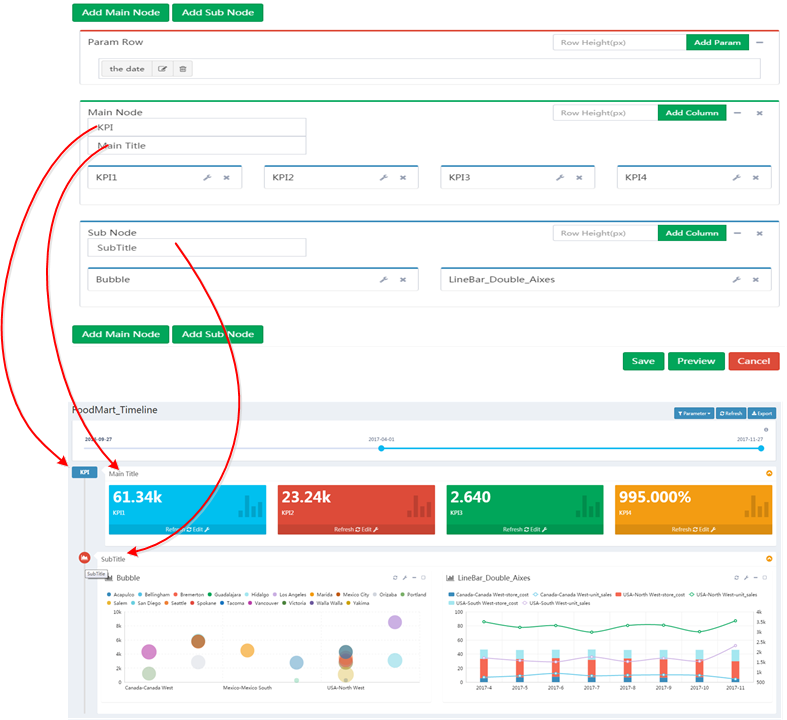 Add Main Node Add Sub Node
Param Row Row Height(px) Add Param
the date
Main Node Row Height(px) Add Column
KPI
Main Title
KPI1 KPI2 KPI3 KPI4
Sub Node Row Height(px) Add Column
SubTitle
Bubble LineBar_Double_Aixes
Add Main Node Add Sub Node
Save Preview Cancel
FoodMart_Timeline Parameter Refresh Export
2017-04-01 2017-11-27
KPI Main Title
61.34k 23.24k 2.640 995.000%
KPI1 KPI2 KPI3 KPI4
Refresh Edit Refresh Edit Refresh Edit Refresh Edit
SubTitle
SubTitle
Bubble LineBar_Double_Aixes
Acapulco Bellingham Bremerton Guadalajara Hidalgo Los Angeles Marida Mexico City Orizaba Portland
Salem San Diego Seattle Spokane Tacoma Vancouver Victoria Walla Walla Yakima
Canada-Canada West-store_cost Canada-Canada West-unit_sales USA-North West-store_cost USA-North West-unit_sales
USA-South West-store_cost USA-South West-unit_sales
10k 8k 6k 4k 2k 0
Canada-Canada West Mexico-Mexico South USA-North West
100 80 60 40 20 0
4k 3.5k 3k 2.5k 2k 1.5k 1k 500
2017-4 2017-5 2017-6 2017-7 2017-8 2017-9 2017-10 2017-11